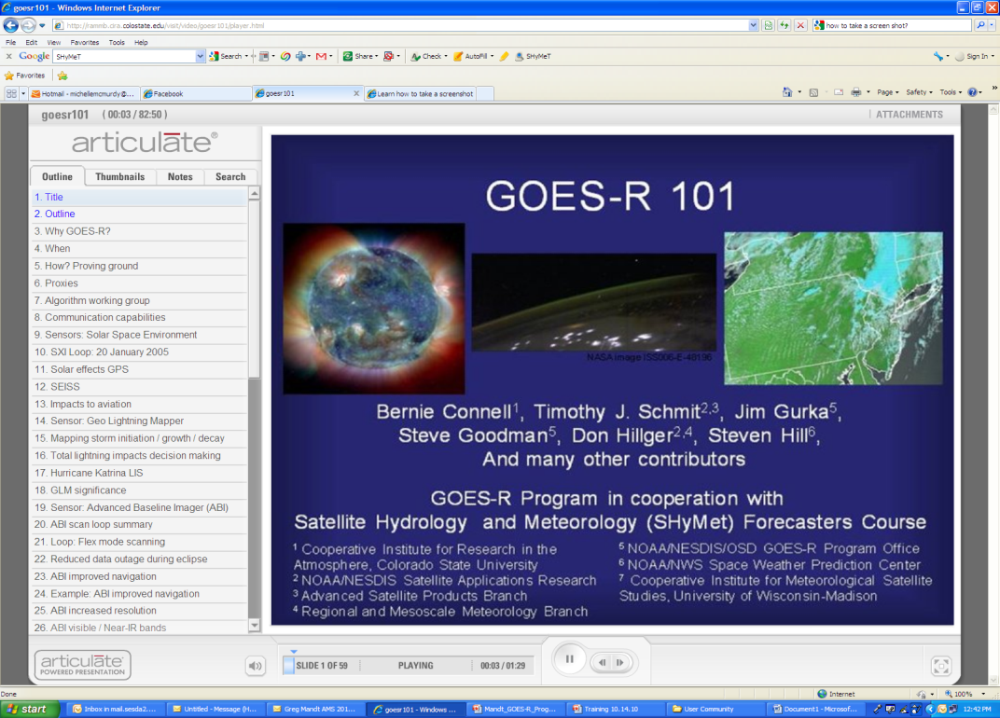 goesr101 - Windows Internet Explorer
http://rammb.cira.colostate.edu/visit/video/goesr101/player.html
how to take a screen shot?
File Edit View Favorites Tools Help
Google SHyMeT Search Share Check AutoFill SHyMeT Sign In
Favorites
Hotmail - michellemcmurdy@... Facebook goesr101 Learn how to take a screenshot Page Safety Tools
goesr101 ( 00:03 / 82:50 ) ATTACHMENTS
articulate®
Outline Thumbnails Notes Search
1. Title
2. Outline
3. Why GOES-R?
4. When
5. How? Proving ground
6. Proxies
7. Algorithm working group
8. Communication capabilities
9. Sensors: Solar Space Environment
10. SXI Loop: 20 January 2005
11. Solar effects GPS
12. SEISS
13. Impacts to aviation
14. Sensor: Geo Lightning Mapper
15. Mapping storm initiation / growth / decay
16. Total lightning impacts decision making
17. Hurricane Katrina LIS
18. GLM significance
19. Sensor: Advanced Baseline Imager (ABI)
20. ABI scan loop summary
21. Loop: Flex mode scanning
22. Reduced data outage during eclipse
23. ABI improved navigation
24. Example: ABI improved navigation
25. ABI increased resolution
26. ABI visible / Near-IR bands
GOES-R 101
NASA image ISS006-E-48196
Bernie Connell1, Timothy J. Schmit2,3, Jim Gurka5,
Steve Goodman5, Don Hillger2,4, Steven Hill6,
And many other contributors
GOES-R Program in cooperation with
Satellite Hydrology and Meteorology (SHyMet) Forecasters Course
1 Cooperative Institute for Research in the
Atmosphere, Colorado State University
2 NOAA/NESDIS Satellite Applications Research
3 Advanced Satellite Products Branch
4 Regional and Mesoscale Meteorology Branch
5 NOAA/NESDIS/OSD GOES-R Program Office
6 NOAA/NWS Space Weather Prediction Center
7 Cooperative Institute for Meteorological Satellite
Studies, University of Wisconsin-Madison
articulate®
POWERED PRESENTATION
SLIDE 1 OF 59 PLAYING 00:03 / 01:29
Done Internet 100%
start Inbox in mail.sesda2.... Untitled - Message (H... Greg Mandt AMS 201... goesr101 - Windows ... Mandt_GOES-R_Prog... Training 10.14.10 User Community Document1 - Microsof... 12:42 PM